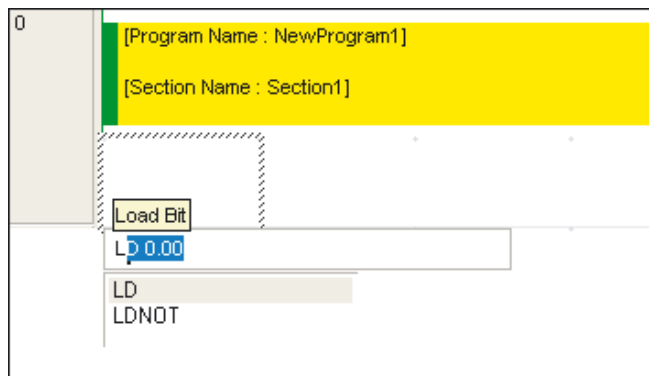 0
[Program Name : NewProgram1]
[Section Name : Section1]
Load Bit
LD 0.00
LD
LDNOT